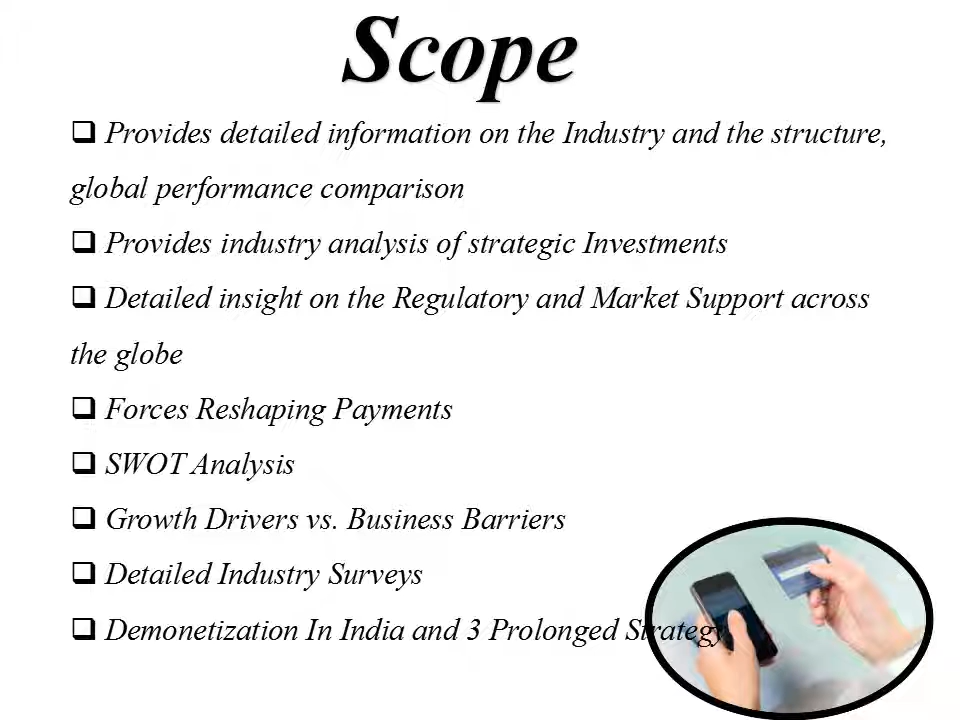 Scope
❑ Provides detailed information on the Industry and the structure,
global performance comparison
❑ Provides industry analysis of strategic Investments
❑ Detailed insight on the Regulatory and Market Support across
the globe
❑ Forces Reshaping Payments
❑ SWOT Analysis
❑ Growth Drivers vs. Business Barriers
❑ Detailed Industry Surveys
❑ Demonetization In India and 3 Prolonged Strategy